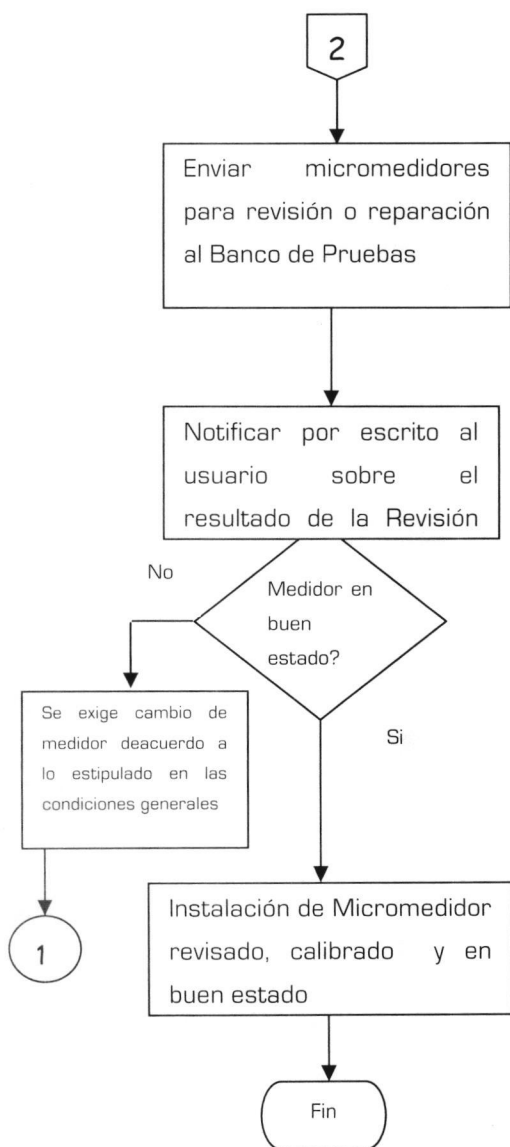 2
Enviar micromedidores
para revisión o reparación
al Banco de Pruebas
Notificar por escrito al
usuario sobre el
resultado de la Revisión
No
Medidor en
buen
estado?
Se exige cambio de
medidor deacuerdo a
lo estipulado en las
condiciones generales
Si
1
Instalación de Micromedidor
revisado, calibrado y en
buen estado
Fin